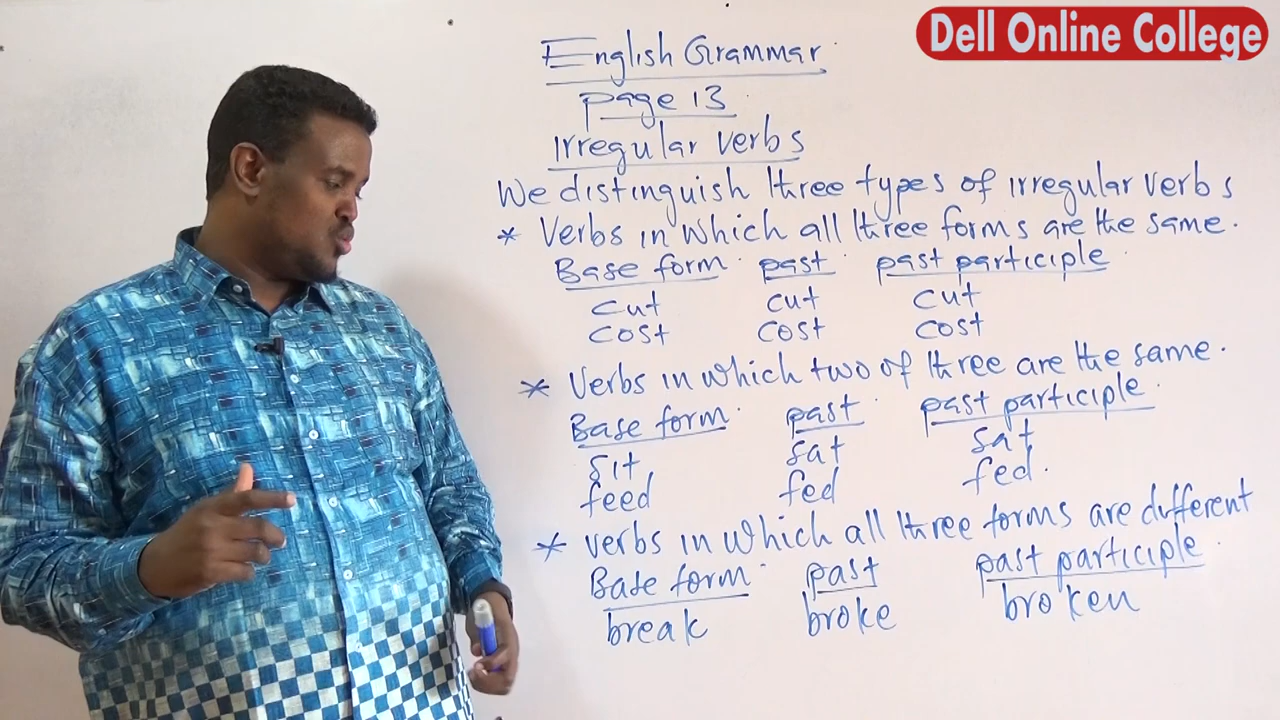 Dell Online College
English Grammar
page 13
Irregular verbs
We distinguish three types of irregular verbs
* Verbs in which all three forms are the same.
Base form past past participle
cut cut cut
cost cost cost
* Verbs in which two of three are the same.
Base form past past participle
sit sat sat
feed fed fed.
* verbs in which all three forms are different
Base form past past participle
break broke broken